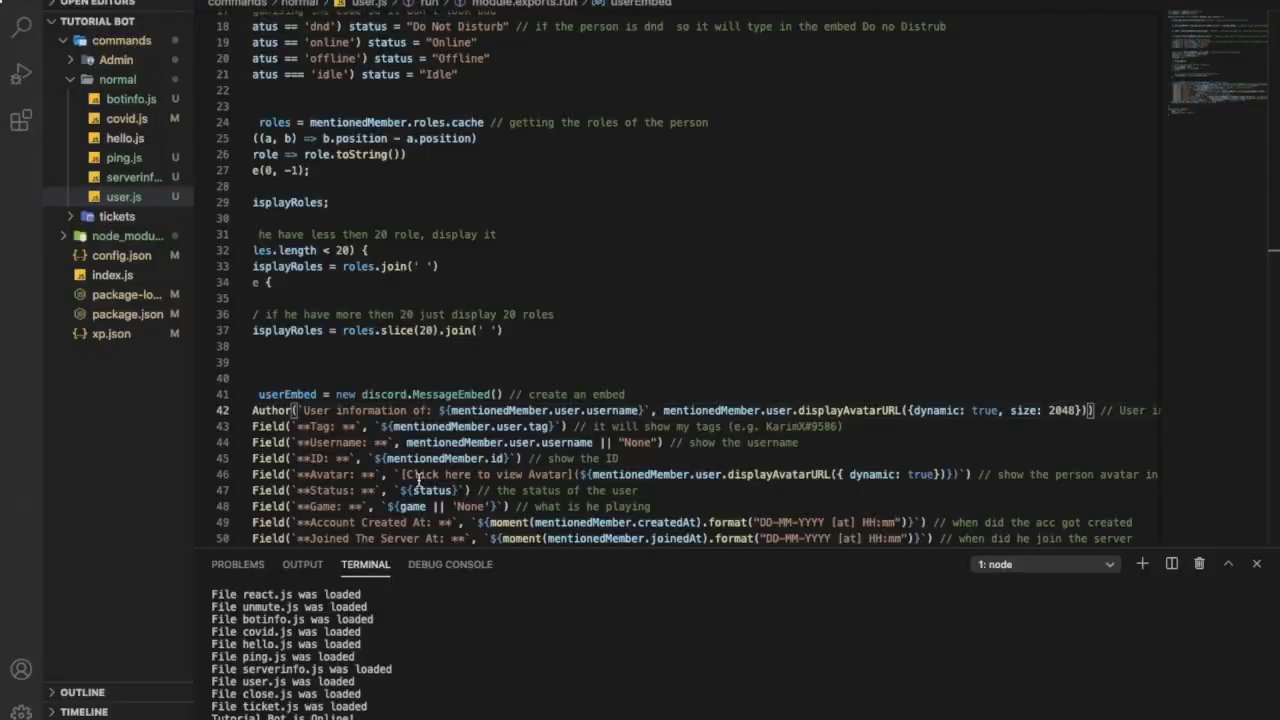 OPEN EDITORS
commands > normal > user.js > run > module.exports.run > userEmbed
TUTORIAL BOT
commands
Admin
normal
botinfo.js U
covid.js M
hello.js
ping.js U
serverinf... U
user.js U
tickets
node_modu...
config.json M
index.js
package-lo... M
package.json M
xp.json M
OUTLINE
TIMELINE
18 atus == 'dnd') status = "Do Not Disturb" // if the person is dnd  so it will type in the embed Do no Distrub
19 atus == 'online') status = "Online"
20 atus == 'offline') status = "Offline"
21 atus === 'idle') status = "Idle"
22
23
24 roles = mentionedMember.roles.cache // getting the roles of the person
25 ((a, b) => b.position - a.position)
26 role => role.toString())
27 e(0, -1);
28
29 isplayRoles;
30
31 he have less then 20 role, display it
32 les.length < 20) {
33 isplayRoles = roles.join(' ')
34 e {
35
36 / if he have more then 20 just display 20 roles
37 isplayRoles = roles.slice(20).join(' ')
38
39
40
41 userEmbed = new discord.MessageEmbed() // create an embed
42 Author(`User information of: ${mentionedMember.user.username}`, mentionedMember.user.displayAvatarURL({dynamic: true, size: 2048})) // User in
43 Field(`**Tag: **`, `${mentionedMember.user.tag}`) // it will show my tags (e.g. KarimX#9586)
44 Field(`**Username: **`, mentionedMember.user.username || "None") // show the username
45 Field(`**ID: **`, `${mentionedMember.id}`) // show the ID
46 Field(`**Avatar: **`, `[Click here to view Avatar](${mentionedMember.user.displayAvatarURL({ dynamic: true})})`) // show the person avatar in
47 Field(`**Status: **`, `${status}`) // the status of the user
48 Field(`**Game: **`, `${game || 'None'}`) // what is he playing
49 Field(`**Account Created At: **`, `${moment(mentionedMember.createdAt).format("DD-MM-YYYY [at] HH:mm")}`) // when did the acc got created
50 Field(`**Joined The Server At: **`, `${moment(mentionedMember.joinedAt).format("DD-MM-YYYY [at] HH:mm")}`) // when did he join the server
PROBLEMS OUTPUT TERMINAL DEBUG CONSOLE 1: node
File react.js was loaded
File unmute.js was loaded
File botinfo.js was loaded
File covid.js was loaded
File hello.js was loaded
File ping.js was loaded
File serverinfo.js was loaded
File user.js was loaded
File close.js was loaded
File ticket.js was loaded
Tutorial Bot is Online!